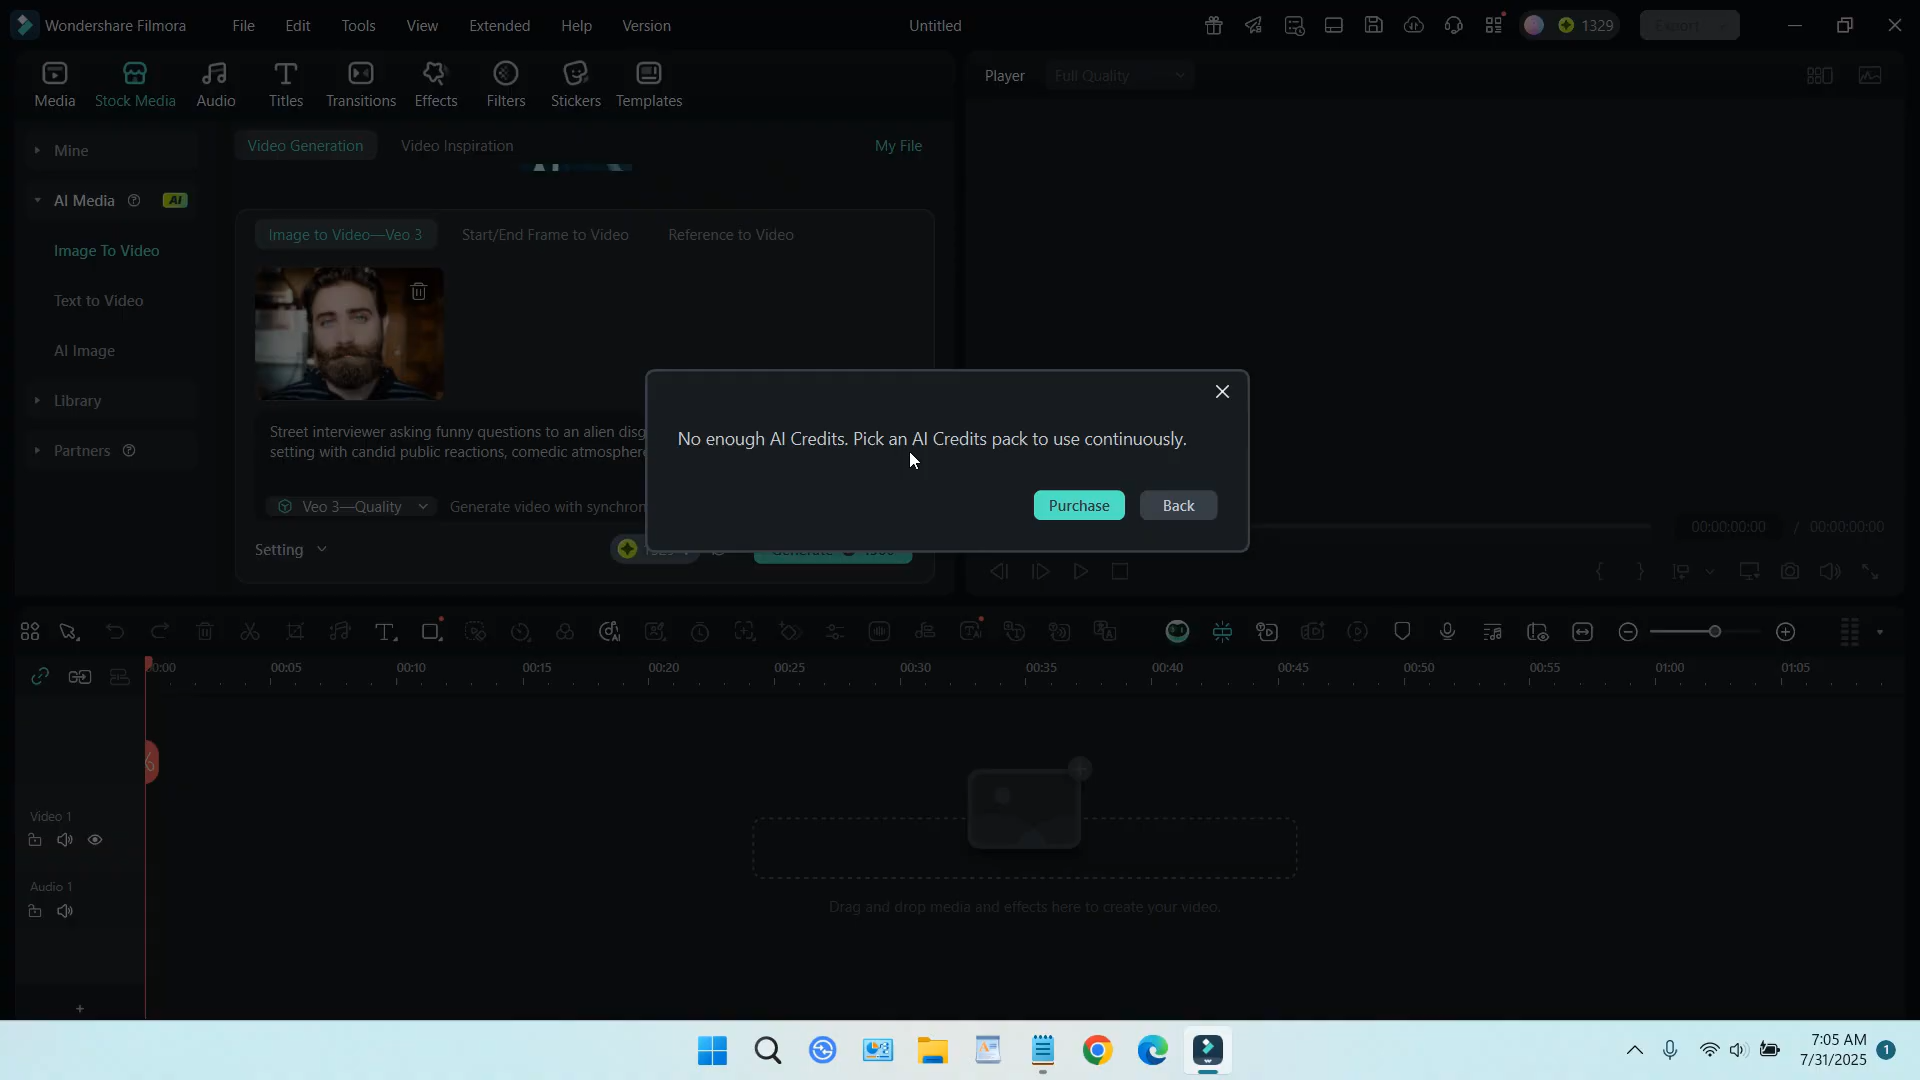 Wondershare Filmora
File
Edit
Tools
View
Extended
Help
Version
Untitled
1329
Export
Media
Stock Media
Audio
Titles
Transitions
Effects
Filters
Stickers
Templates
Player
Full Quality
Mine
AI Media
AI
Image To Video
Text to Video
AI Image
Library
Partners
Video Generation
Video Inspiration
My File
Image to Video—Veo 3
Start/End Frame to Video
Reference to Video
Street interviewer asking funny questions to an alien
setting with candid public reactions, comedic
Veo 3—Quality
Generate video with
Setting
No enough AI Credits. Pick an AI Credits pack to use continuously.
Purchase
Back
00:00:00:00 / 00:00:00:00
00:05
00:10
00:15
00:20
00:25
00:30
00:35
00:40
00:45
00:50
00:55
01:00
01:05
Video 1
Audio 1
Drag and drop media and effects here to create your video.
7:05 AM
7/31/2025
1